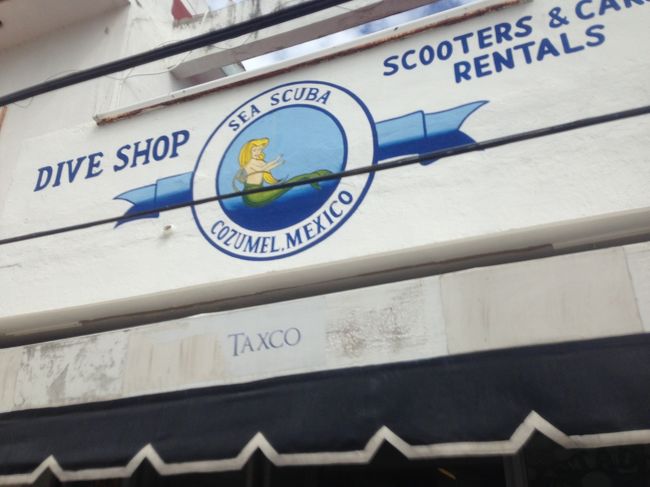 DIVE SHOP
SEA SCUBA
COZUMEL, MEXICO
SCOOTERS & CAR
RENTALS
TAXCO